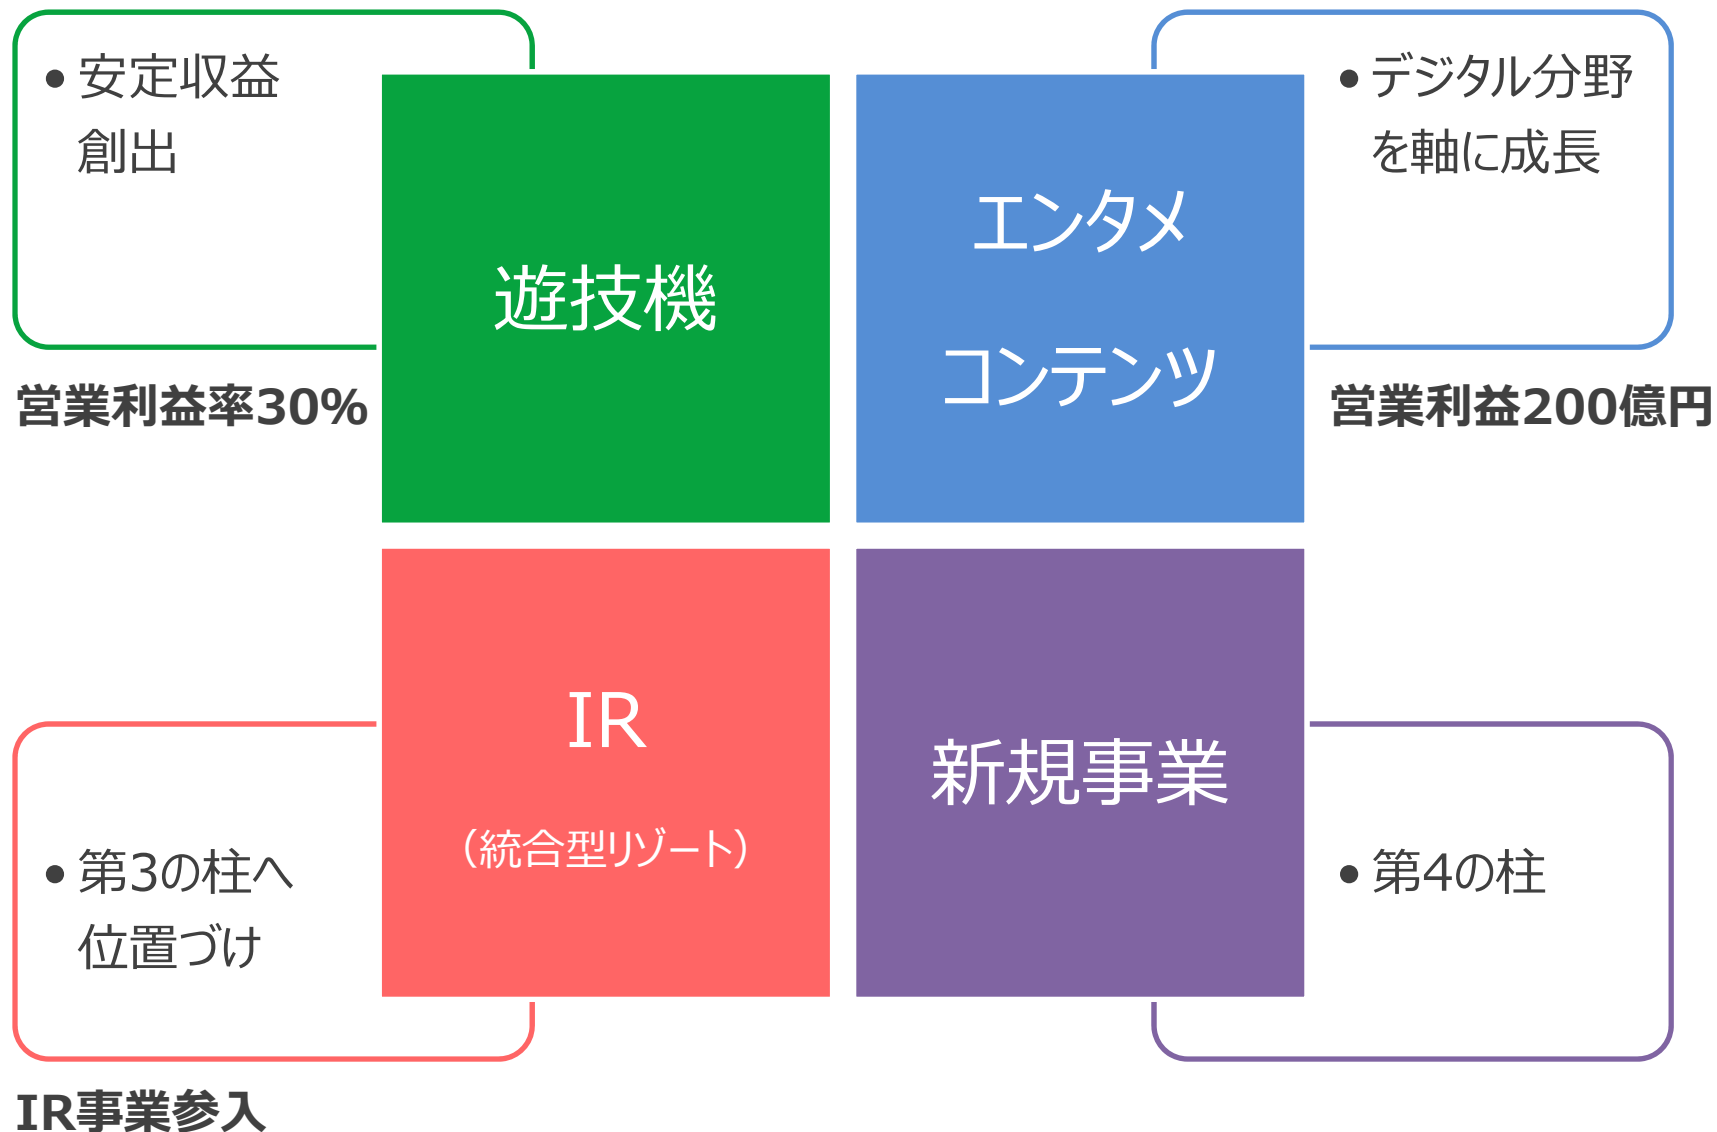 • 安定収益
創出
遊技機
営業利益率30%
エンタメ
コンテンツ
• デジタル分野
を軸に成長
営業利益200億円
IR
（統合型リゾート）
• 第3の柱へ
位置づけ
IR事業参入
新規事業
• 第4の柱